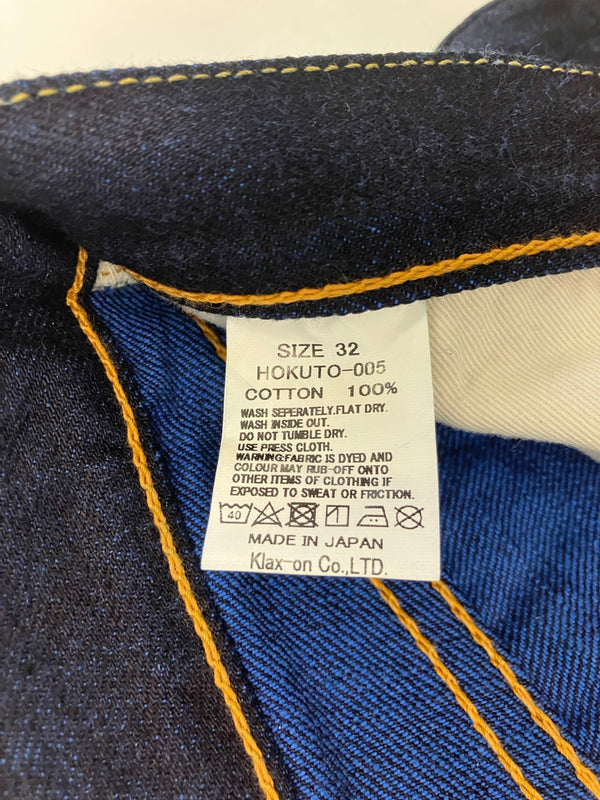 SIZE 32
HOKUTO-005
COTTON 100%
WASH SEPERATELY.FLAT DRY.
WASH INSIDE OUT.
DO NOT TUMBLE DRY.
USE PRESS CLOTH.
WARNING:FABRIC IS DYED AND
COLOUR MAY RUB-OFF ONTO
OTHER ITEMS OF CLOTHING IF
EXPOSED TO SWEAT OR FRICTION.
40
MADE IN JAPAN
Klax-on Co.,LTD.